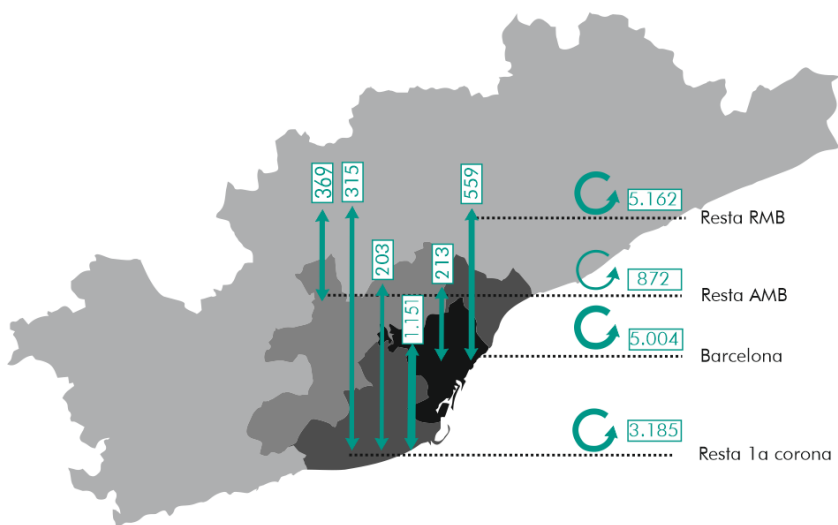 369
315
559
5.162
Resta RMB
203
213
872
Resta AMB
1.151
5.004
Barcelona
3.185
Resta 1a corona